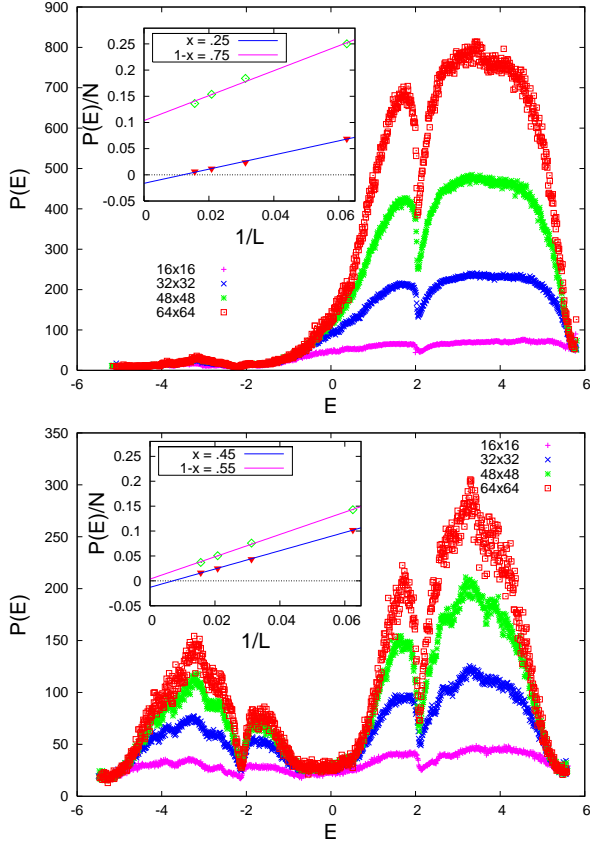 900
800
700
600
500
400
300
200
100
0
P(E)
-6
-4
-2
0
2
4
6
E
16x16
32x32
48x48
64x64
0.25
0.2
0.15
0.1
0.05
0
-0.05
P(E)/N
0
0.02
0.04
0.06
1/L
x = .25
1-x = .75
350
300
250
200
150
100
50
0
P(E)
-6
-4
-2
0
2
4
6
E
16x16
32x32
48x48
64x64
0.25
0.2
0.15
0.1
0.05
0
-0.05
P(E)/N
0
0.02
0.04
0.06
1/L
x = .45
1-x = .55